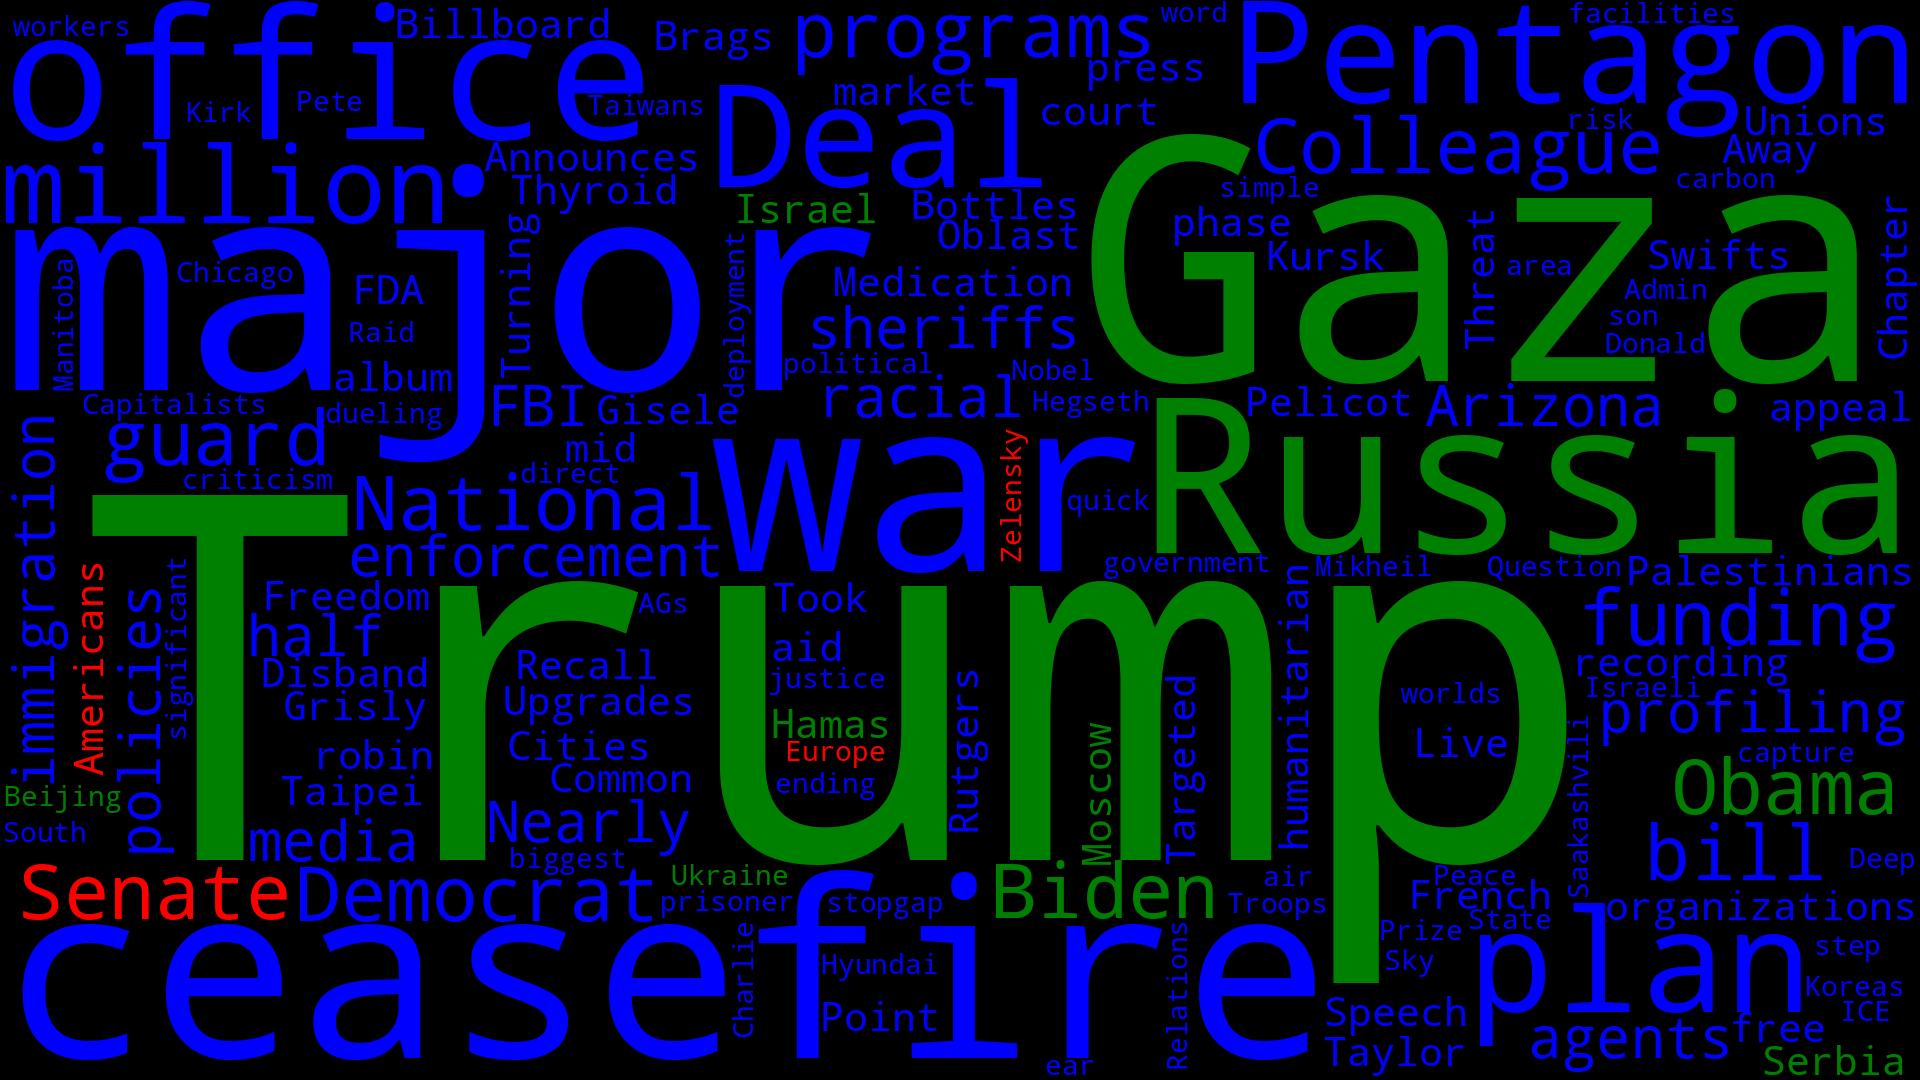 workers
office
Billboard
Brags
programs
word
Pentagon
facilities
press
Kirk
Pete
Taiwans
Deal
market
court
Colleague
risk
Unions
Away
million
Announces
Thyroid
Israel
Bottles
Oblast
Gaza
simple
phase
Kursk
carbon
Threat
area
Swifts
Admin
son
Donald
Chapter
major
Manitoba
Chicago
FDA
Raid
Turning
deployment
Medication
sheriffs
political
Nobel
album
Capitalists
dueling
FBI
Gisele
racial
Hegseth
Pelicot
Arizona
appeal
guard
mid
direct
criticism
immigration
National
enforcement
war
Zelensky
quick
Russia
government
Mikheil
Question
Palestinians
Americans
policies
significant
Trump
Freedom
half
Disband
Grisly
robin
Taipei
media
AGs
Recall
Upgrades
Cities
Common
Nearly
biggest
Took
aid
justice
Hamas
Europe
ending
Rutgers
Moscow
Targeted
humanitarian
worlds
Live
funding
recording
Israeli
profiling
capture
Obama
Saakashvili
Beijing
South
bill
Deep
Senate
Democrat
Ukraine
prisoner
stopgap
Biden
air
Troops
Peace
French
State
organizations
ceasefire
Charlie
Hyundai
Point
Relations
ear
Prize
Sky
plan
step
Koreas
ICE
Speech
Taylor
agents
free
Serbia